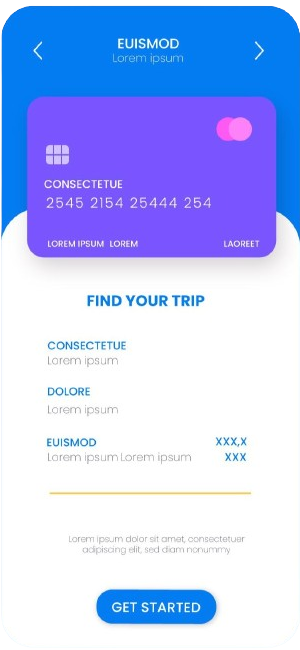 EUISMOD
Lorem ipsum
CONSECTETUE
2545 2154 25444 254
LOREM IPSUM LOREM LAOREET
FIND YOUR TRIP
CONSECTETUE
Lorem ipsum
DOLORE
Lorem ipsum
EUISMOD XXX,X
Lorem ipsum Lorem ipsum XXX
Lorem ipsum dolor sit amet, consectetuer
adipiscing elit, sed diam nonummy
GET STARTED